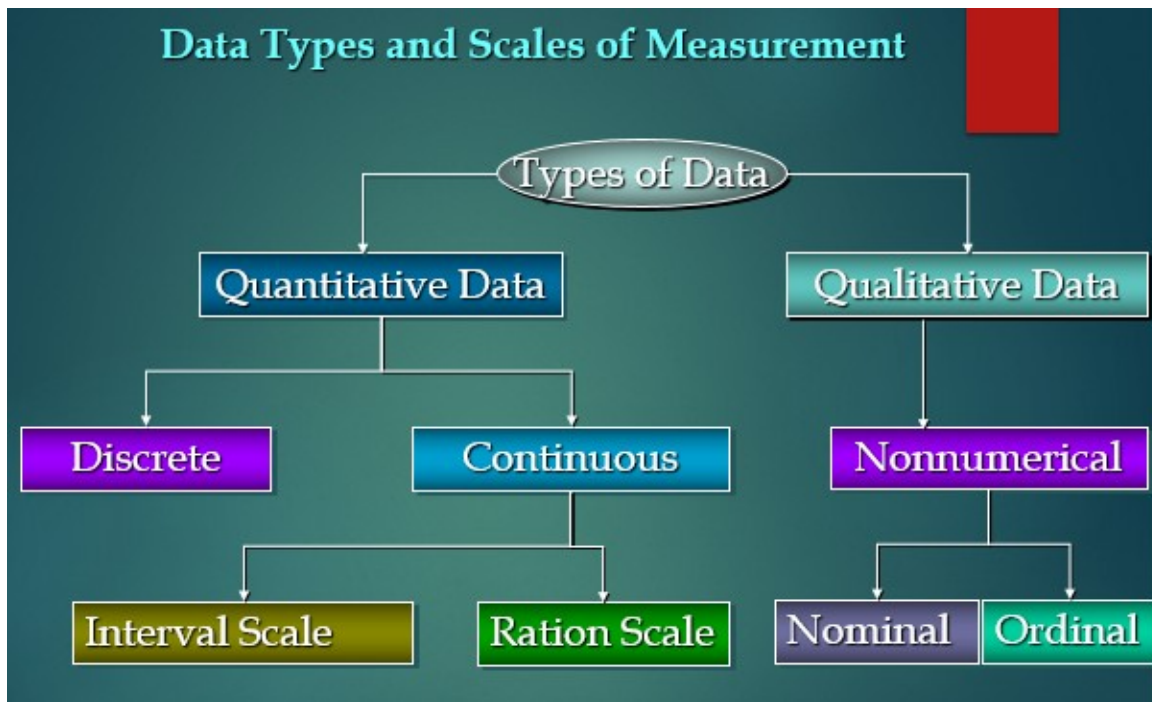 Data Types and Scales of Measurement
Types of Data
Quantitative Data
Qualitative Data
Discrete
Continuous
Nonnumerical
Interval Scale
Ration Scale
Nominal
Ordinal